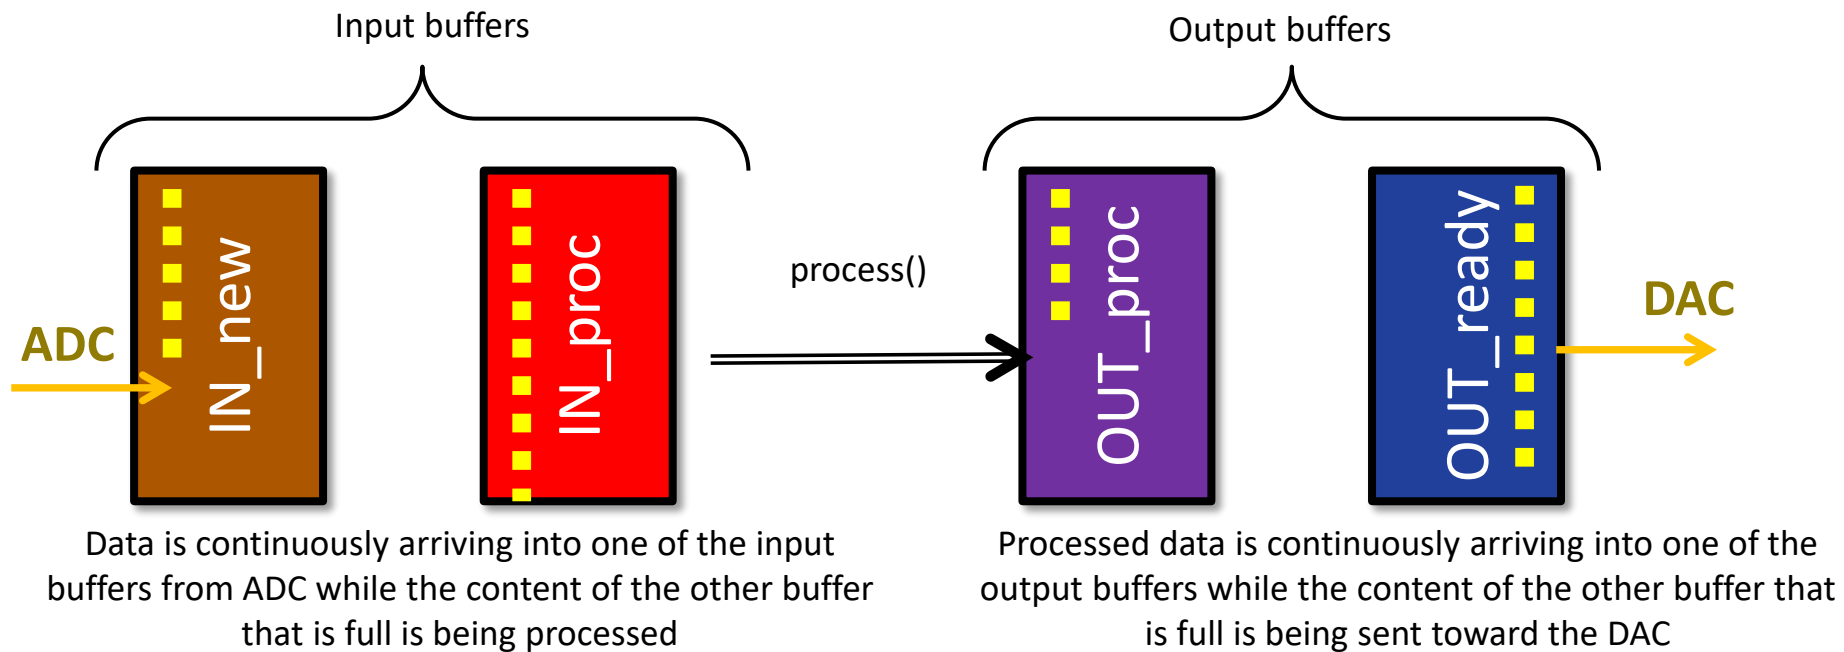 Input buffers
Output buffers
ADC
IN_new
IN_proc
process()
OUT_proc
OUT_ready
DAC
Data is continuously arriving into one of the input
buffers from ADC while the content of the other buffer
that is full is being processed
Processed data is continuously arriving into one of the
output buffers while the content of the other buffer that
is full is being sent toward the DAC